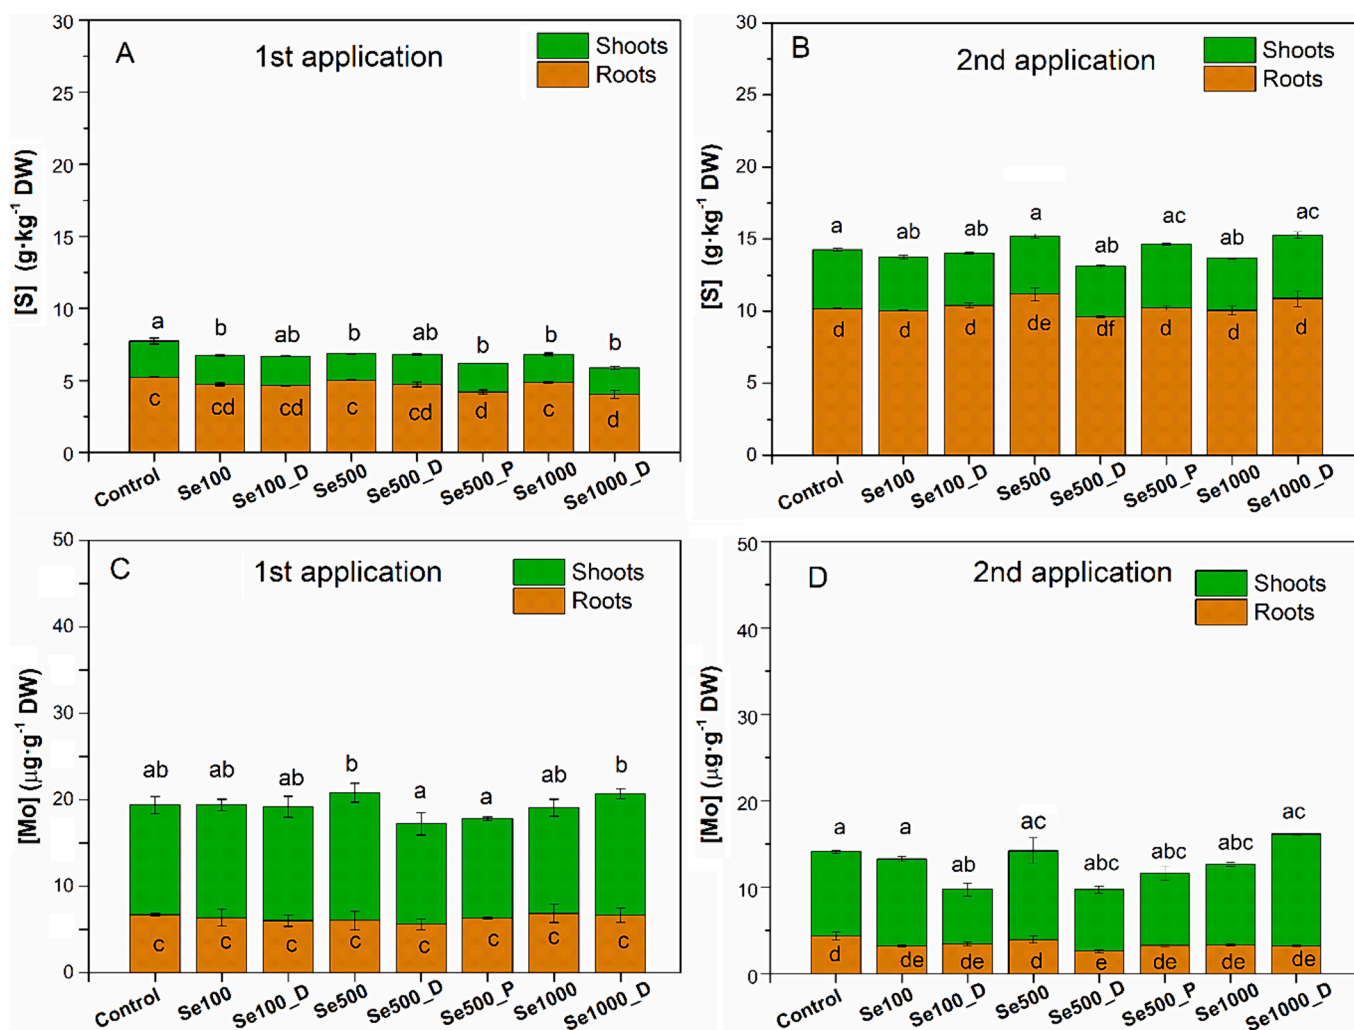 A
1st application
Shoots
Roots
[S] (g·kg⁻¹ DW)
30
25
20
15
10
5
0
a
b
ab
b
ab
b
b
b
c
cd
cd
c
cd
d
c
d
Control
Se100
Se100_D
Se500
Se500_D
Se500_P
Se1000
Se1000_D
B
2nd application
Shoots
Roots
[S] (g·kg⁻¹ DW)
30
25
20
15
10
5
0
a
ab
ab
a
ab
ac
ab
ac
d
d
d
de
df
d
d
d
Control
Se100
Se100_D
Se500
Se500_D
Se500_P
Se1000
Se1000_D
C
1st application
Shoots
Roots
[Mo] (μg·g⁻¹ DW)
50
40
30
20
10
0
ab
ab
ab
b
a
a
ab
b
c
c
c
c
c
c
c
c
Control
Se100
Se100_D
Se500
Se500_D
Se500_P
Se1000
Se1000_D
D
2nd application
Shoots
Roots
[Mo] (μg·g⁻¹ DW)
50
40
30
20
10
0
a
a
ab
ac
abc
abc
abc
ac
d
de
de
d
e
de
de
de
Control
Se100
Se100_D
Se500
Se500_D
Se500_P
Se1000
Se1000_D